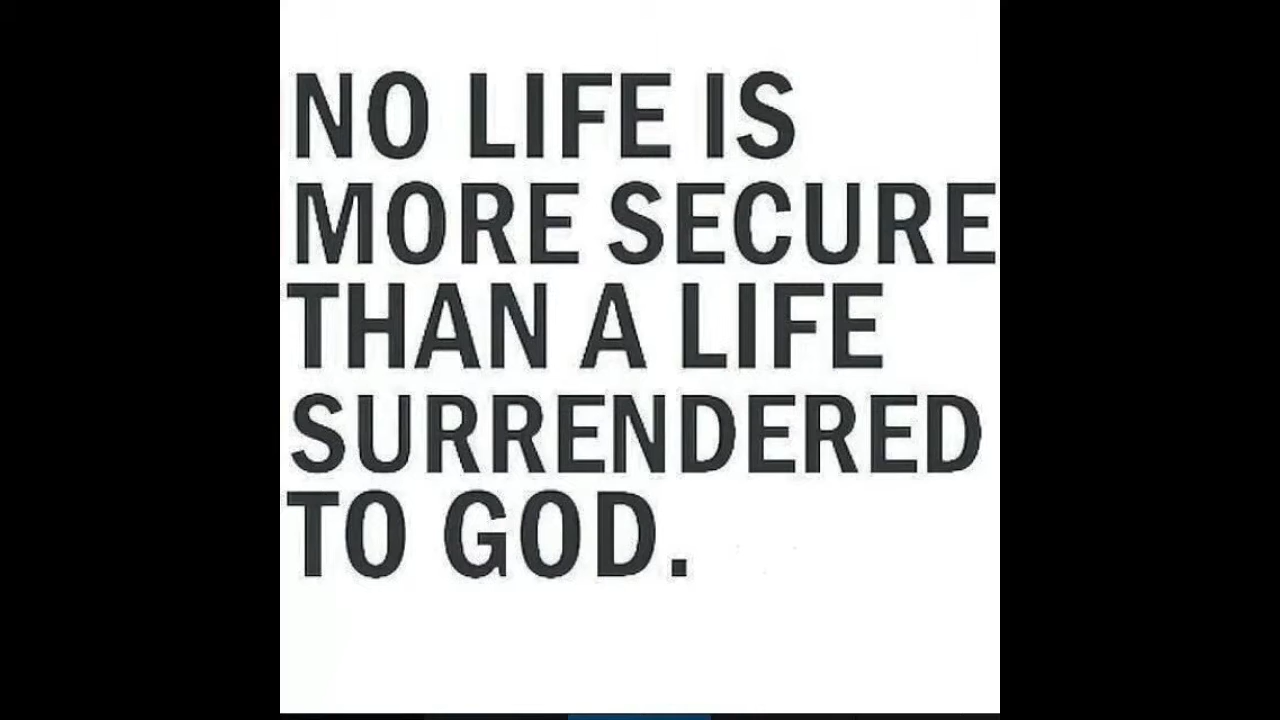 NO LIFE IS
MORE SECURE
THAN A LIFE
SURRENDERED
TO GOD.